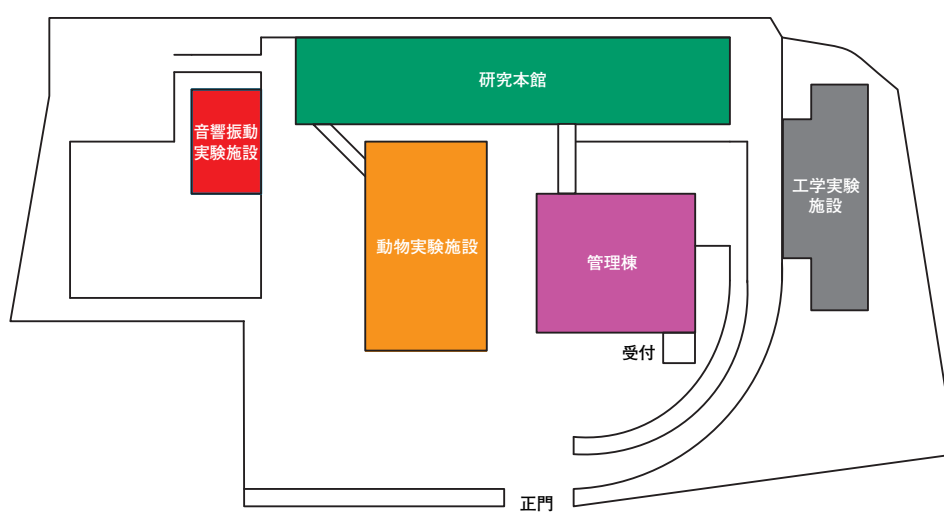 研究本館
音響振動
実験施設
工学実験
施設
動物実験施設
管理棟
受付
正門